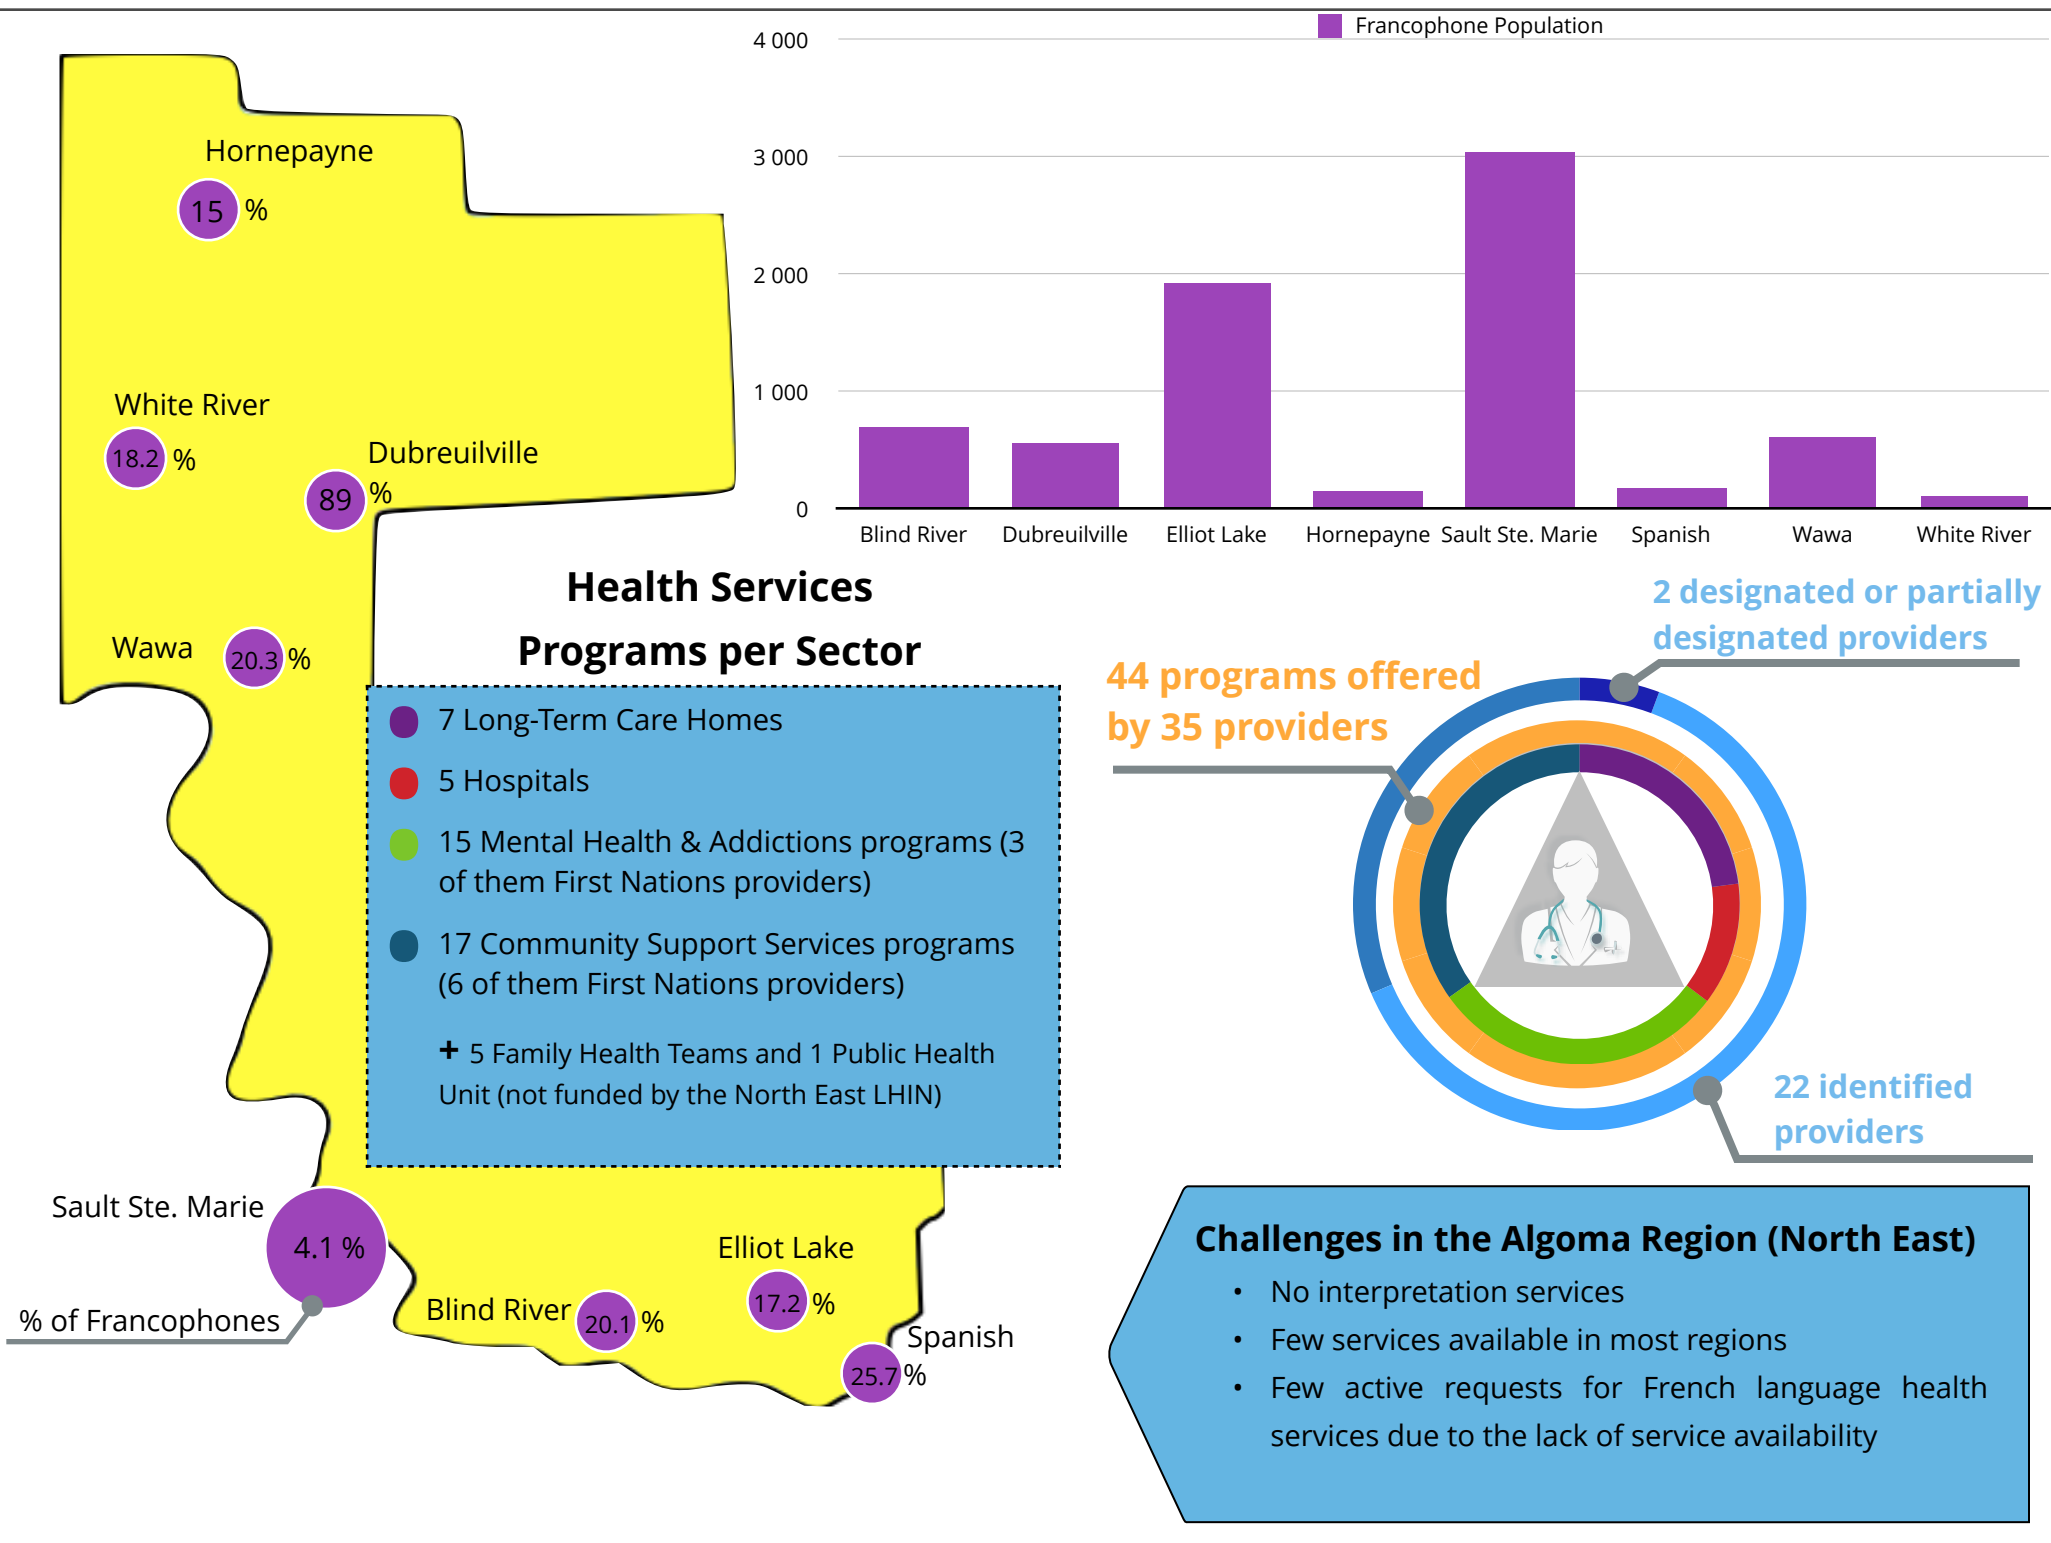 Francophone Population
4 000
3 000
2 000
1 000
0
Blind River
Dubreuilville
Elliot Lake
Hornepayne
Sault Ste. Marie
Spanish
Wawa
White River
Hornepayne
15 %
White River
18.2 %
Dubreuilville
89 %
Wawa
20.3 %
Health Services
Programs per Sector
7 Long-Term Care Homes
5 Hospitals
15 Mental Health & Addictions programs (3
of them First Nations providers)
17 Community Support Services programs
(6 of them First Nations providers)
+ 5 Family Health Teams and 1 Public Health
Unit (not funded by the North East LHIN)
2 designated or partially
designated providers
44 programs offered
by 35 providers
22 identified
providers
Sault Ste. Marie
4.1 %
% of Francophones
Blind River
20.1 %
Elliot Lake
17.2 %
Spanish
25.7 %
Challenges in the Algoma Region (North East)
• No interpretation services
• Few services available in most regions
• Few active requests for French language health
services due to the lack of service availability